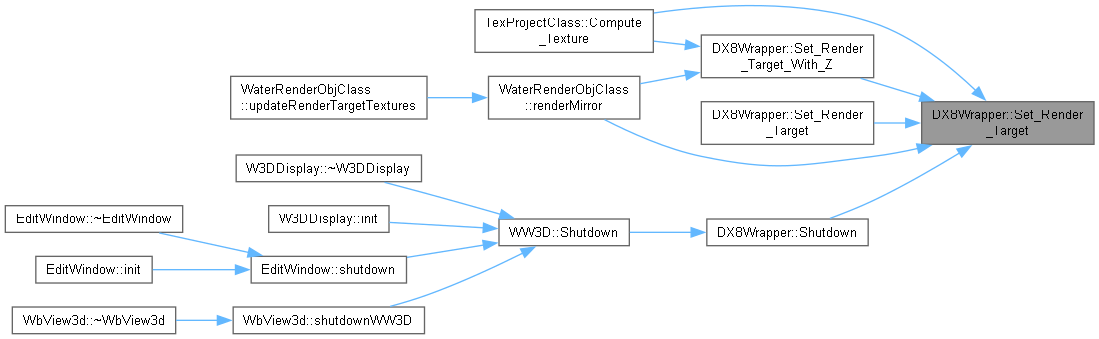 TexProjectClass::Compute
_Texture
DX8Wrapper::Set_Render
_Target_With_Z
WaterRenderObjClass
::updateRenderTargetTextures
WaterRenderObjClass
::renderMirror
DX8Wrapper::Set_Render
_Target
DX8Wrapper::Set_Render
_Target
W3DDisplay::~W3DDisplay
EditWindow::~EditWindow
W3DDisplay::init
WW3D::Shutdown
DX8Wrapper::Shutdown
EditWindow::init
EditWindow::shutdown
WbView3d::~WbView3d
WbView3d::shutdownWW3D